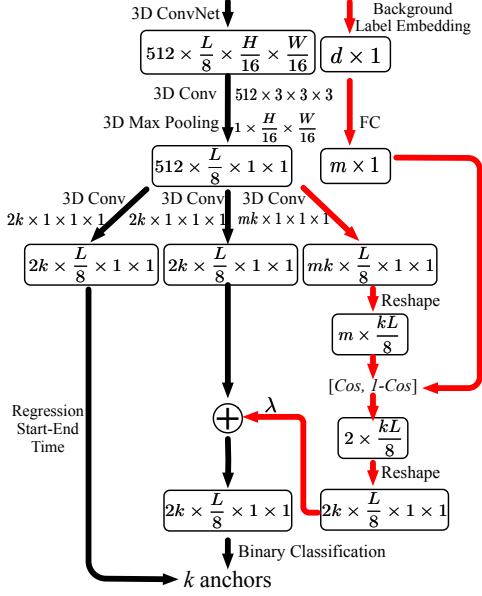 3D ConvNet
Background
Label Embedding
512 × L/8 × H/16 × W/16
d × 1
3D Conv 512 × 3 × 3 × 3
FC
3D Max Pooling 1 × H/16 × W/16
512 × L/8 × 1 × 1
m × 1
3D Conv 3D Conv 3D Conv
2k × 1 × 1 × 1 2k × 1 × 1 × 1 mk × 1 × 1 × 1
2k × L/8 × 1 × 1
2k × L/8 × 1 × 1
mk × L/8 × 1 × 1
Reshape
m × kL/8
[Cos, 1-Cos]
Regression
Start-End
Time
+
λ
2 × kL/8
Reshape
2k × L/8 × 1 × 1
2k × L/8 × 1 × 1
Binary Classification
k anchors